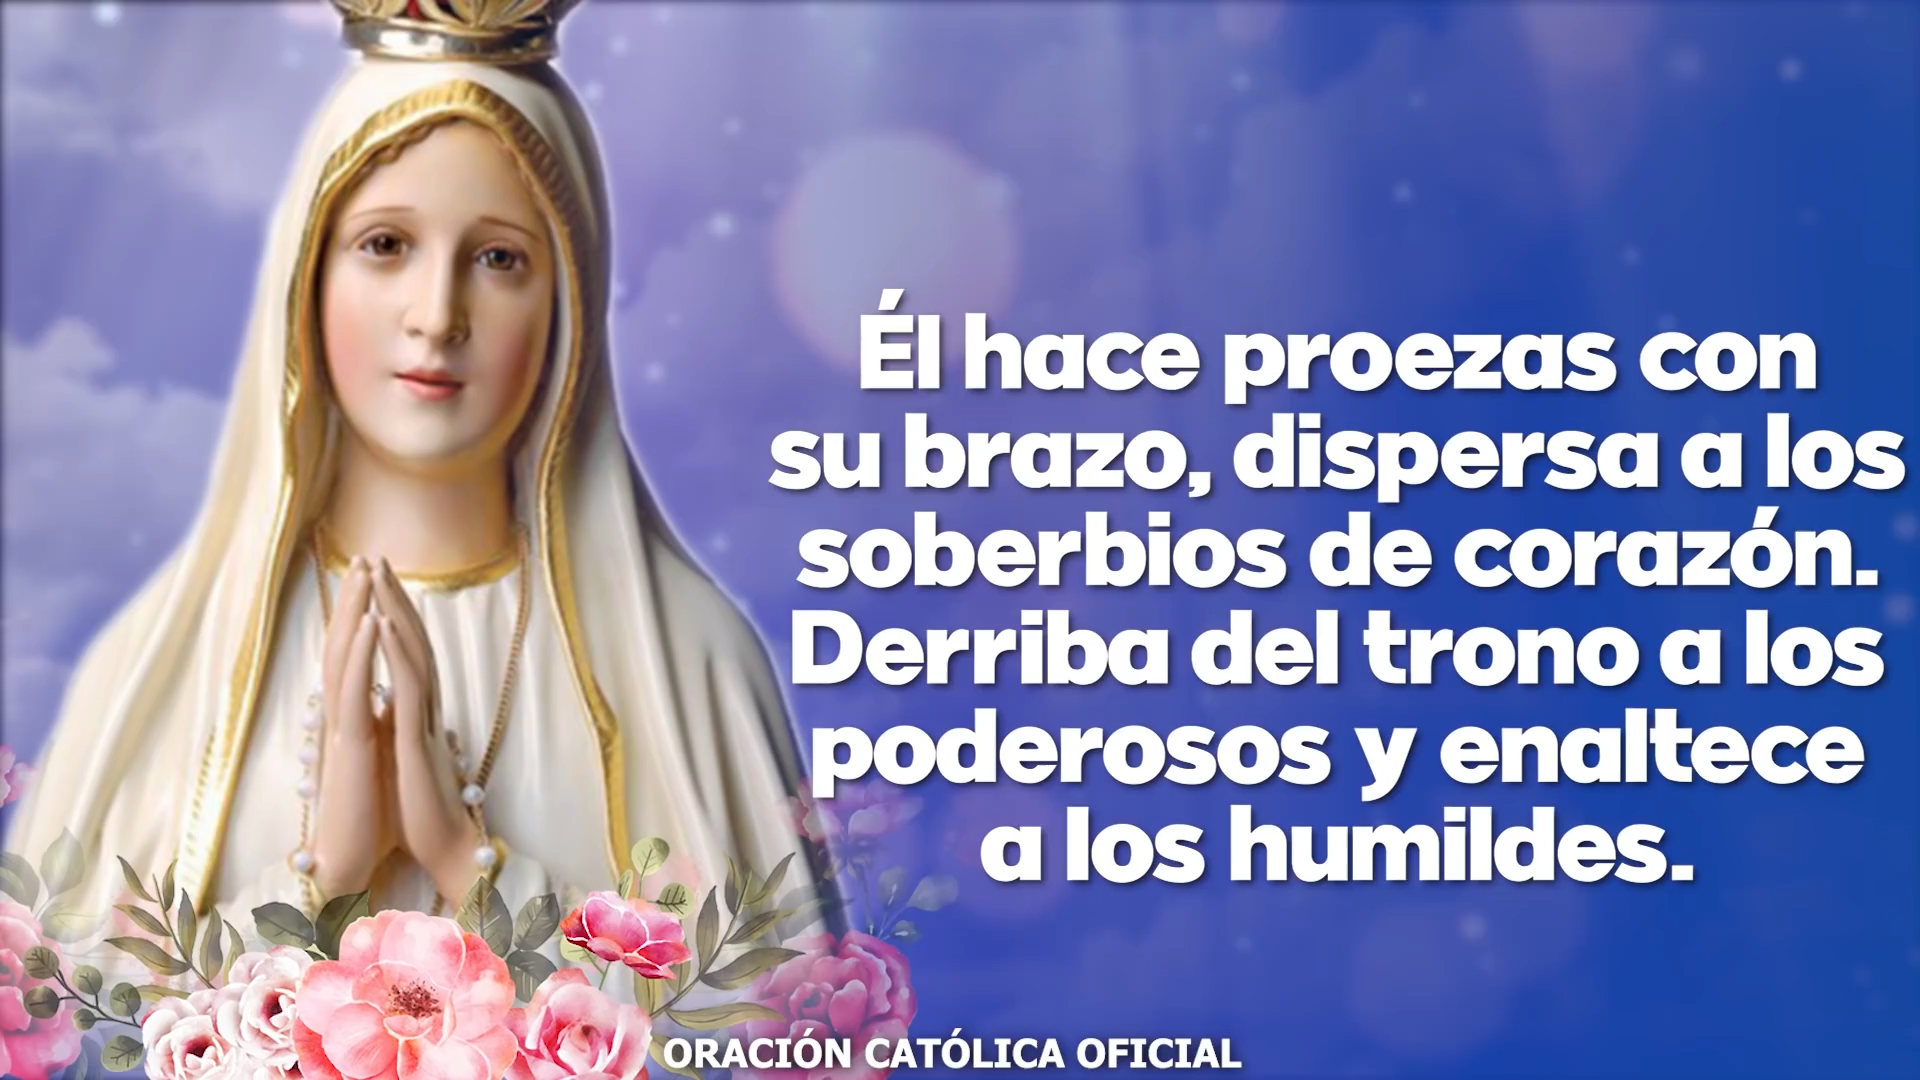 Él hace proezas con
su brazo, dispersa a los
soberbios de corazón.
Derriba del trono a los
poderosos y enaltece
a los humildes.
ORACIÓN CATÓLICA OFICIAL